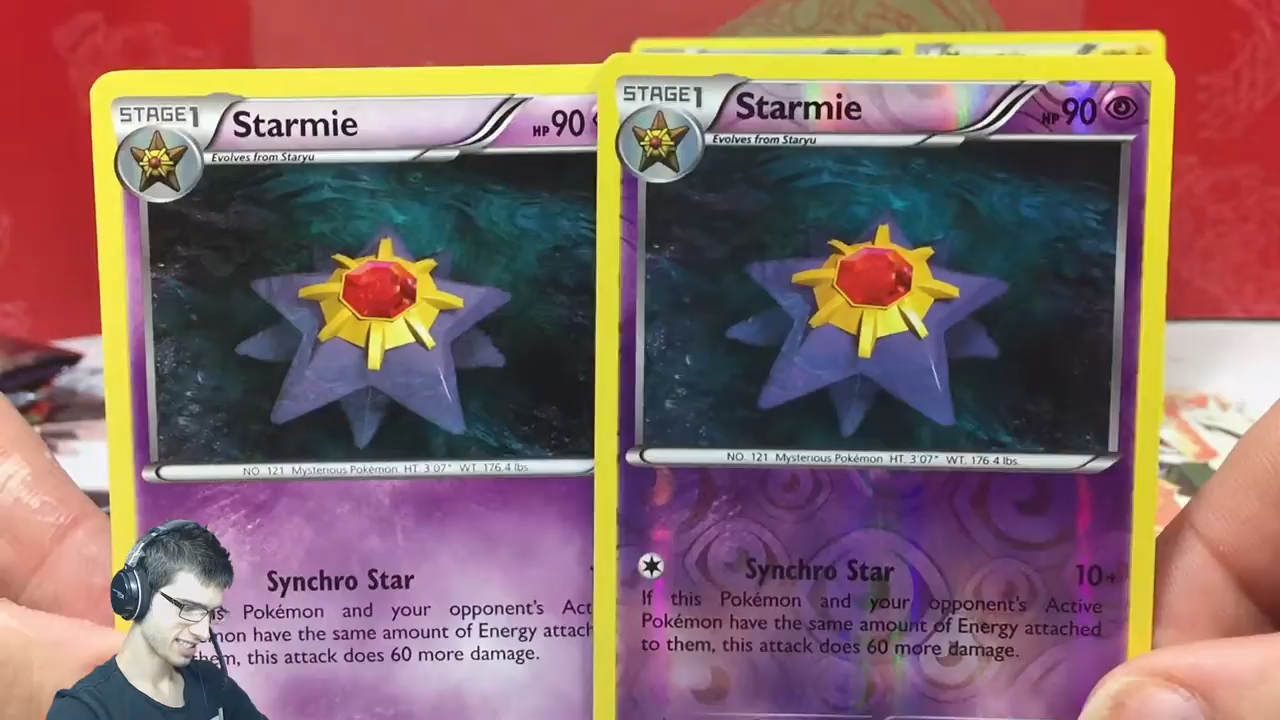 STAGE1
Starmie
HP 90
Evolves from Staryu
NO. 121 Mysterious Pokémon. HT. 3'07" WT. 176.4 lbs.
Synchro Star
Pokémon and your opponent's Act
have the same amount of Energy attach
them, this attack does 60 more damage.
STAGE1
Starmie
HP 90
Evolves from Staryu
NO. 121 Mysterious Pokémon. HT. 3'07" WT. 176.4 lbs.
Synchro Star 10+
If this Pokémon and your opponent's Active
Pokémon have the same amount of Energy attached
to them, this attack does 60 more damage.